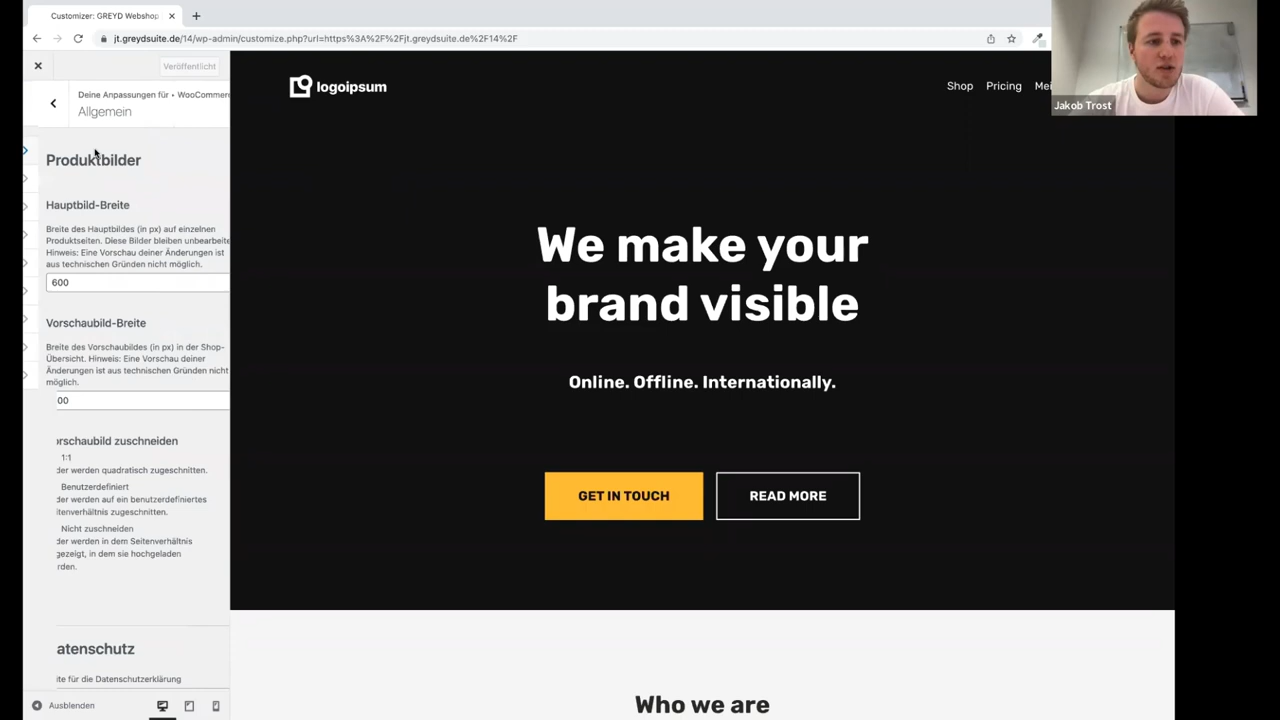 Customizer: GREYD Webshop
jt.greydsuite.de/14/wp-admin/customize.php?url=https%3A%2F%2Fjt.greydsuite.de%2F14%2F
Veröffentlicht
Deine Anpassungen für • WooCommer
Allgemein
Produktbilder
Hauptbild-Breite
Breite des Hauptbildes (in px) auf einzelnen
Produktseiten. Diese Bilder bleiben unbearbeite
Hinweis: Eine Vorschau deiner Änderungen ist
aus technischen Gründen nicht möglich.
600
Vorschaubild-Breite
Breite des Vorschaubildes (in px) in der Shop-
Übersicht. Hinweis: Eine Vorschau deiner
Änderungen ist aus technischen Gründen nicht
möglich.
00
orschaubild zuschneiden
1:1
der werden quadratisch zugeschnitten.
Benutzerdefiniert
der werden auf ein benutzerdefiniertes
eitenverhältnis zugeschnitten.
Nicht zuschneiden
der werden in dem Seitenverhältnis
gezeigt, in dem sie hochgeladen
rden.
atenschutz
ite für die Datenschutzerklärung
Ausblenden
logoipsum
Shop Pricing Mei
Jakob Trost
We make your
brand visible
Online. Offline. Internationally.
GET IN TOUCH READ MORE
Who we are